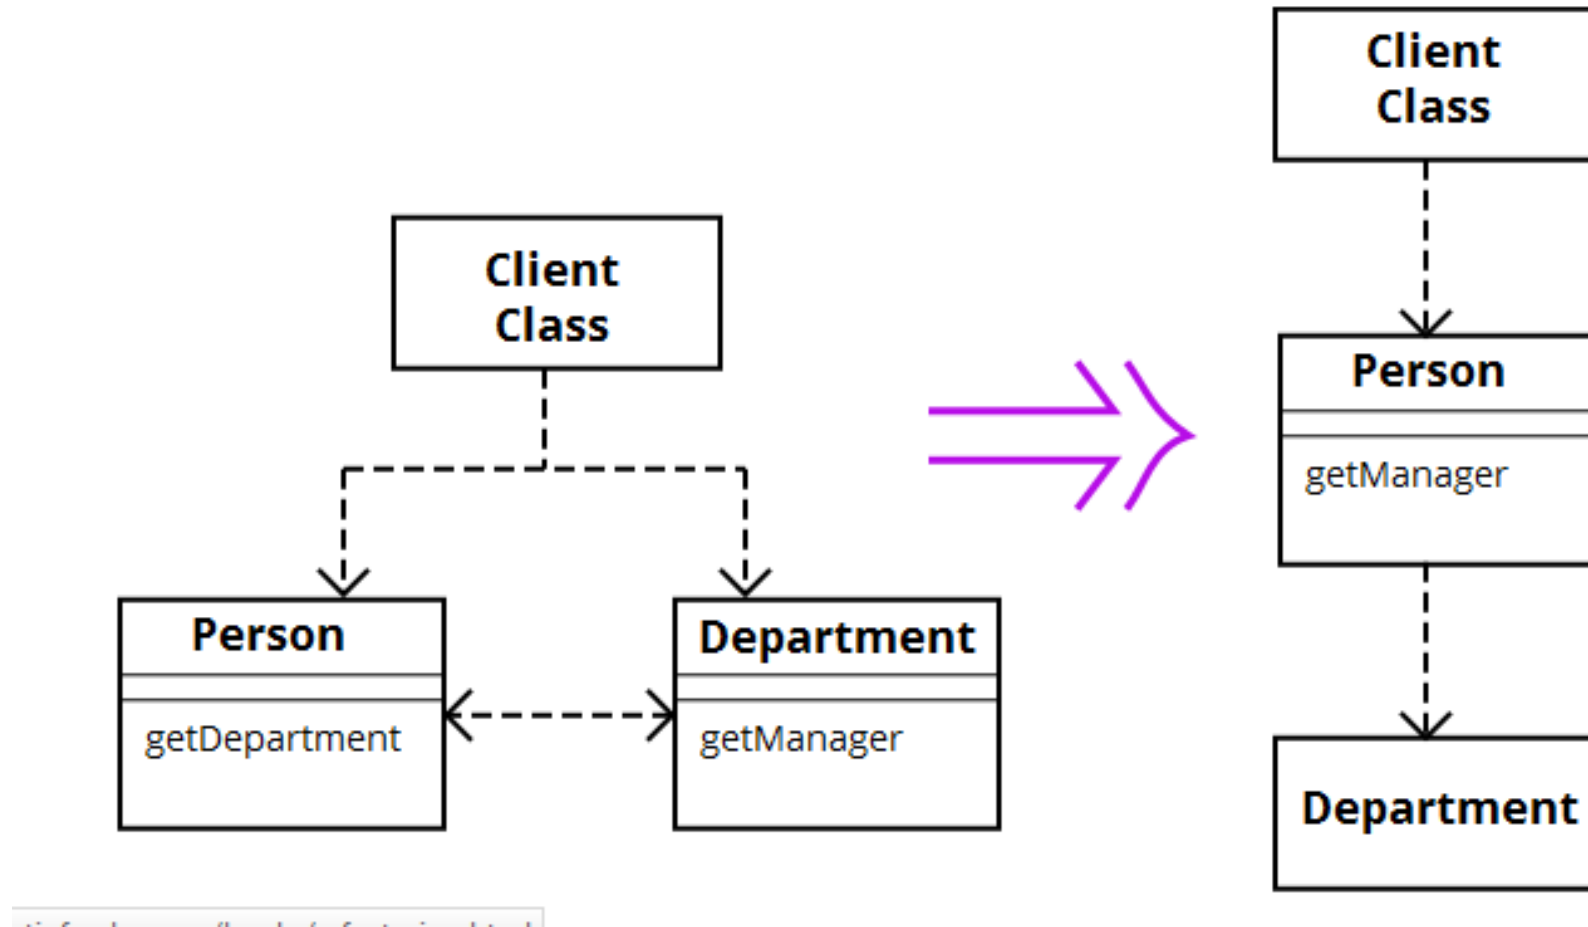 Client
Class
Person
getDepartment
Department
getManager
Client
Class
Person
getManager
Department